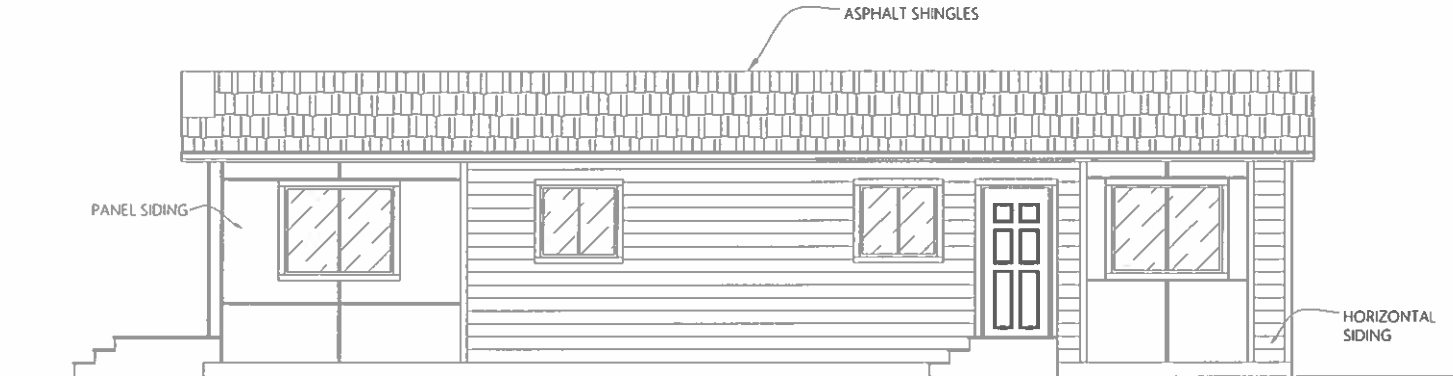 ASPHALT SHINGLES
PANEL SIDING
HORIZONTAL
SIDING